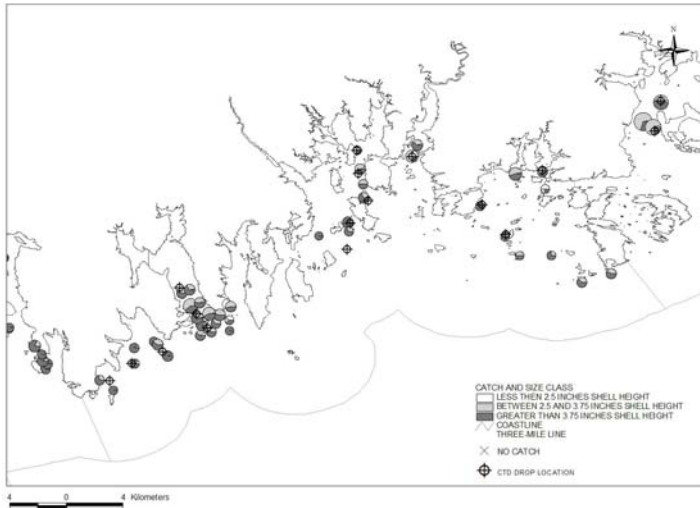 N
CATCH AND SIZE CLASS
LESS THEN 2.5 INCHES SHELL HEIGHT
BETWEEN 2.5 AND 3.75 INCHES SHELL HEIGHT
GREATER THAN 3.75 INCHES SHELL HEIGHT
COASTLINE
THREE-MILE LINE
NO CATCH
CTD DROP LOCATION
4 0 4 Kilometers